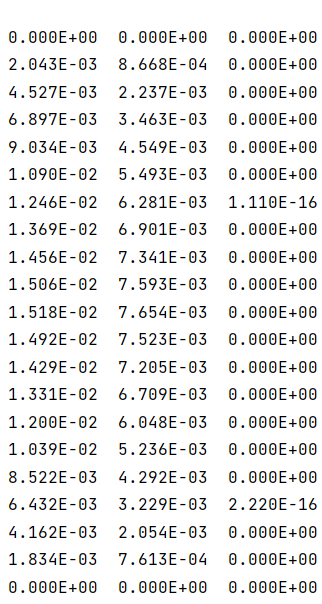 0.000E+00 0.000E+00 0.000E+00
2.043E-03 8.668E-04 0.000E+00
4.527E-03 2.237E-03 0.000E+00
6.897E-03 3.463E-03 0.000E+00
9.034E-03 4.549E-03 0.000E+00
1.090E-02 5.493E-03 0.000E+00
1.246E-02 6.281E-03 1.110E-16
1.369E-02 6.901E-03 0.000E+00
1.456E-02 7.341E-03 0.000E+00
1.506E-02 7.593E-03 0.000E+00
1.518E-02 7.654E-03 0.000E+00
1.492E-02 7.523E-03 0.000E+00
1.429E-02 7.205E-03 0.000E+00
1.331E-02 6.709E-03 0.000E+00
1.200E-02 6.048E-03 0.000E+00
1.039E-02 5.236E-03 0.000E+00
8.522E-03 4.292E-03 0.000E+00
6.432E-03 3.229E-03 2.220E-16
4.162E-03 2.054E-03 0.000E+00
1.834E-03 7.613E-04 0.000E+00
0.000E+00 0.000E+00 0.000E+00